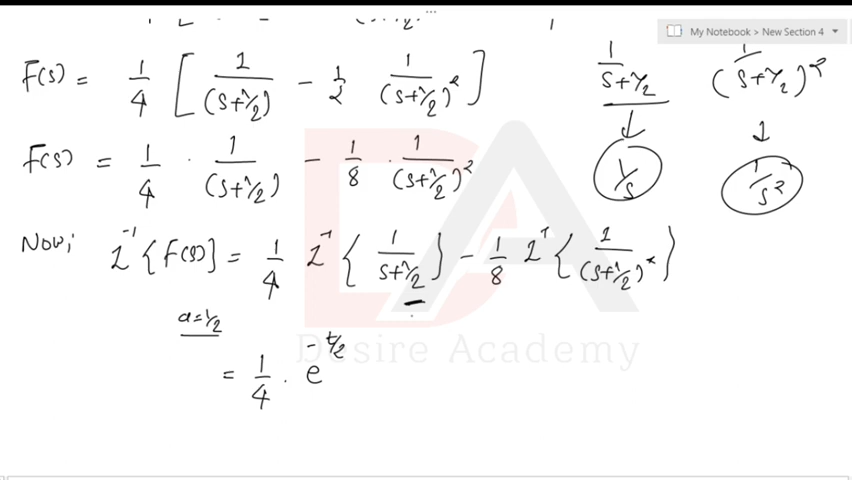 My Notebook > New Section 4
F(s) = 1/4 [ 1/(s+1/2) - 1/2 1/(s+1/2)^2 ]
1/(s+1/2) 1/(s+1/2)^2
F(s) = 1/4 . 1/(s+1/2) - 1/8 . 1/(s+1/2)^2
1/s 1/s^2
Now; L^-1 {F(s)} = 1/4 L^-1 { 1/(s+1/2) } - 1/8 L^-1 { 1/(s+1/2)^2 }
a=1/2
Desire Academy
= 1/4 . e^-t/2